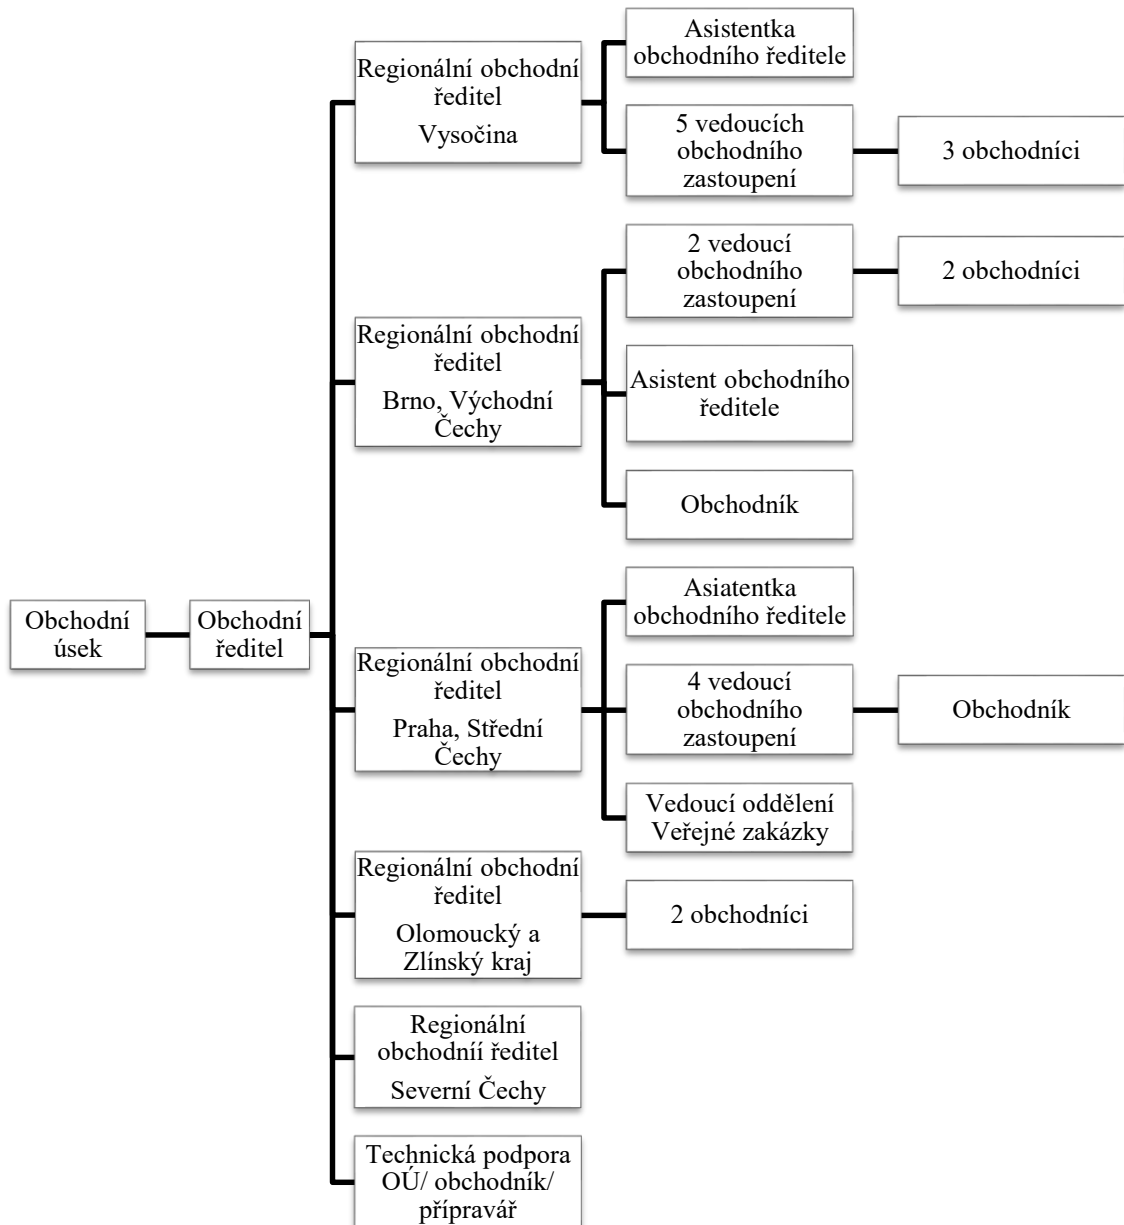 Obchodní
úsek
Obchodní
ředitel
Regionální obchodní
ředitel
Vysočina
Asistentka
obchodního ředitele
5 vedoucích
obchodního
zastoupení
3 obchodníci
Regionální obchodní
ředitel
Brno, Východní
Čechy
2 vedoucí
obchodního
zastoupení
2 obchodníci
Asistent obchodního
ředitele
Obchodník
Regionální obchodní
ředitel
Praha, Střední
Čechy
Asiatentka
obchodního ředitele
4 vedoucí
obchodního
zastoupení
Obchodník
Vedoucí oddělení
Veřejné zakázky
Regionální obchodní
ředitel
Olomoucký a
Zlínský kraj
2 obchodníci
Regionální
obchodníí ředitel
Severní Čechy
Technická podpora
OÚ/ obchodník/
přípravář